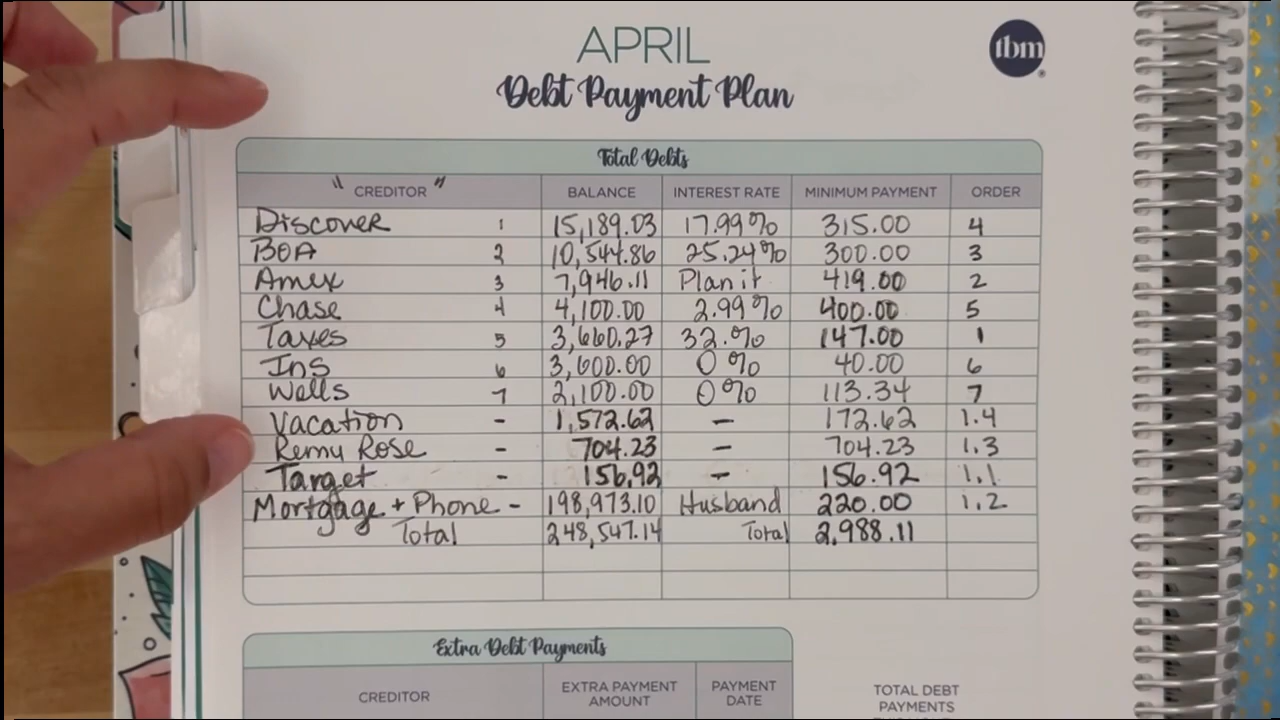 APRIL
tbm
Debt Payment Plan
Total Debts
"CREDITOR" BALANCE INTEREST RATE MINIMUM PAYMENT ORDER
Discover 1 15,189.03 17.99% 315.00 4
BOA 2 10,544.86 25.24% 300.00 3
Amex 3 7,946.11 Plan it 419.00 2
Chase 4 4,100.00 2.99% 400.00 5
Taxes 5 3,660.27 32.% 147.00 1
Ins 6 3,600.00 0% 40.00 6
Wells 7 2,100.00 0% 113.34 7
Vacation - 1,572.62 - 172.62 1.4
Remy Rose - 704.23 - 704.23 1.3
Target - 156.92 - 156.92 1.1
Mortgage + Phone - 198,973.10 Husband 220.00 1.2
Total 248,547.14 Total 2,988.11
Extra Debt Payments
CREDITOR EXTRA PAYMENT AMOUNT PAYMENT DATE
TOTAL DEBT
PAYMENTS